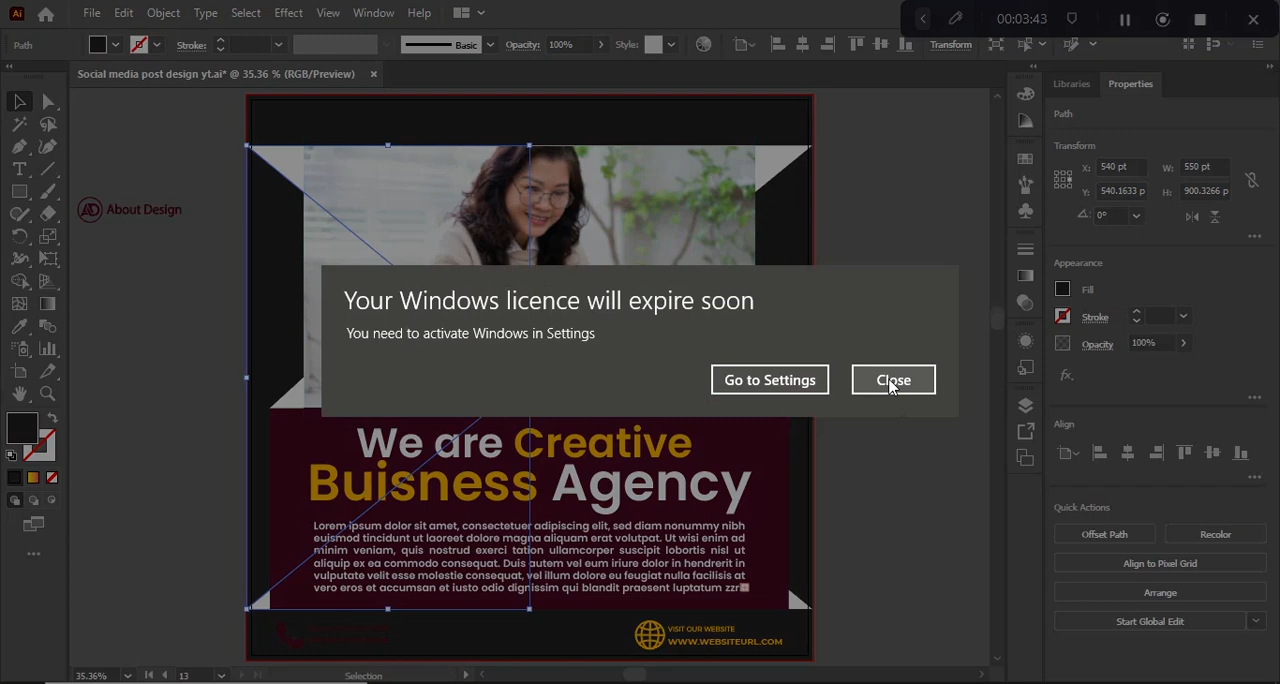 Ai File Edit Object Type Select Effect View Window Help
00:03:43
Path Stroke: Basic Opacity: 100% Style: Transform
Social media post design yt.ai* @ 35.36 % (RGB/Preview)
Libraries Properties
Path
Transform
X: 540 pt W: 550 pt
Y: 540.1633 p H: 900.3266 p
0°
AD About Design
Appearance
Fill
Stroke
Opacity 100%
fx
Align
Quick Actions
Offset Path Recolor
Align to Pixel Grid
Arrange
Start Global Edit
Your Windows licence will expire soon
You need to activate Windows in Settings
Go to Settings Close
We are Creative
Buisness Agency
Lorem ipsum dolor sit amet, consectetuer adipiscing elit, sed diam nonummy nibh
euismod tincidunt ut laoreet dolore magna aliquam erat volutpat. Ut wisi enim ad
minim veniam, quis nostrud exerci tation ullamcorper suscipit lobortis nisl ut
aliquip ex ea commodo consequat. Duis autem vel eum iriure dolor in hendrerit in
vulputate velit esse molestie consequat, vel illum dolore eu feugiat nulla facilisis at
vero eros et accumsan et iusto odio dignissim qui blandit praesent luptatum zzri
VISIT OUR WEBSITE
WWW.WEBSITEURL.COM
35.36% 13 Selection